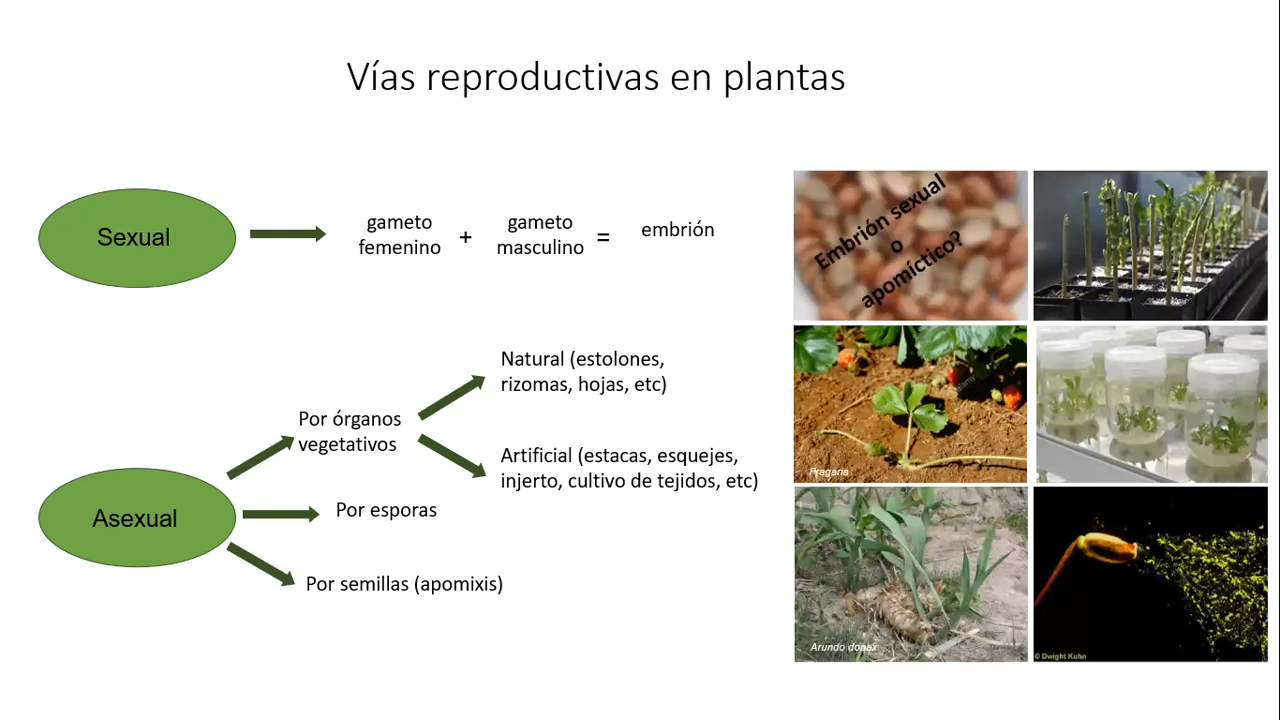 Vías reproductivas en plantas
Sexual
gameto
femenino
+
gameto
masculino
=
embrión
Asexual
Por órganos
vegetativos
Natural (estolones,
rizomas, hojas, etc)
Artificial (estacas, esquejes,
injerto, cultivo de tejidos, etc)
Por esporas
Por semillas (apomixis)
Embrión sexual
o
apomíctico?
Fragaria
Arundo donax
© Dwight Kuhn